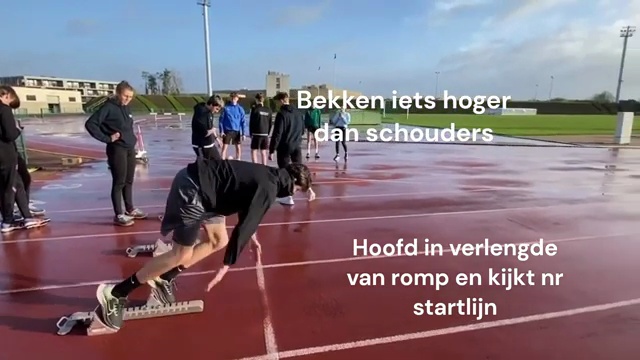 Bekken iets hoger
dan schouders
Hoofd in verlengde
van romp en kijkt nr
startlijn